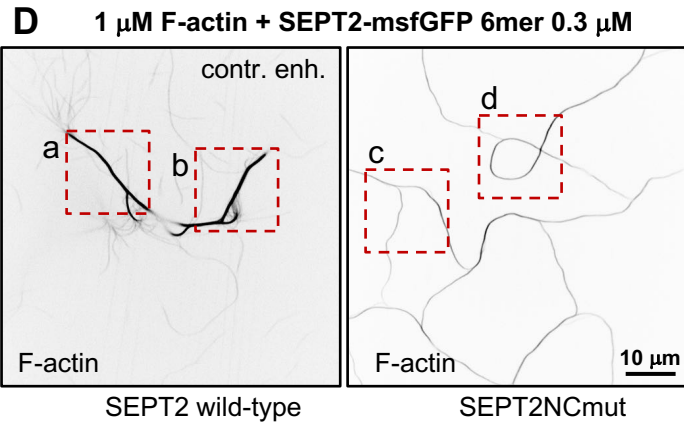 D 1 μM F-actin + SEPT2-msfGFP 6mer 0.3 μM
contr. enh.
a
b
c
d
F-actin
F-actin
10 μm
SEPT2 wild-type
SEPT2NCmut